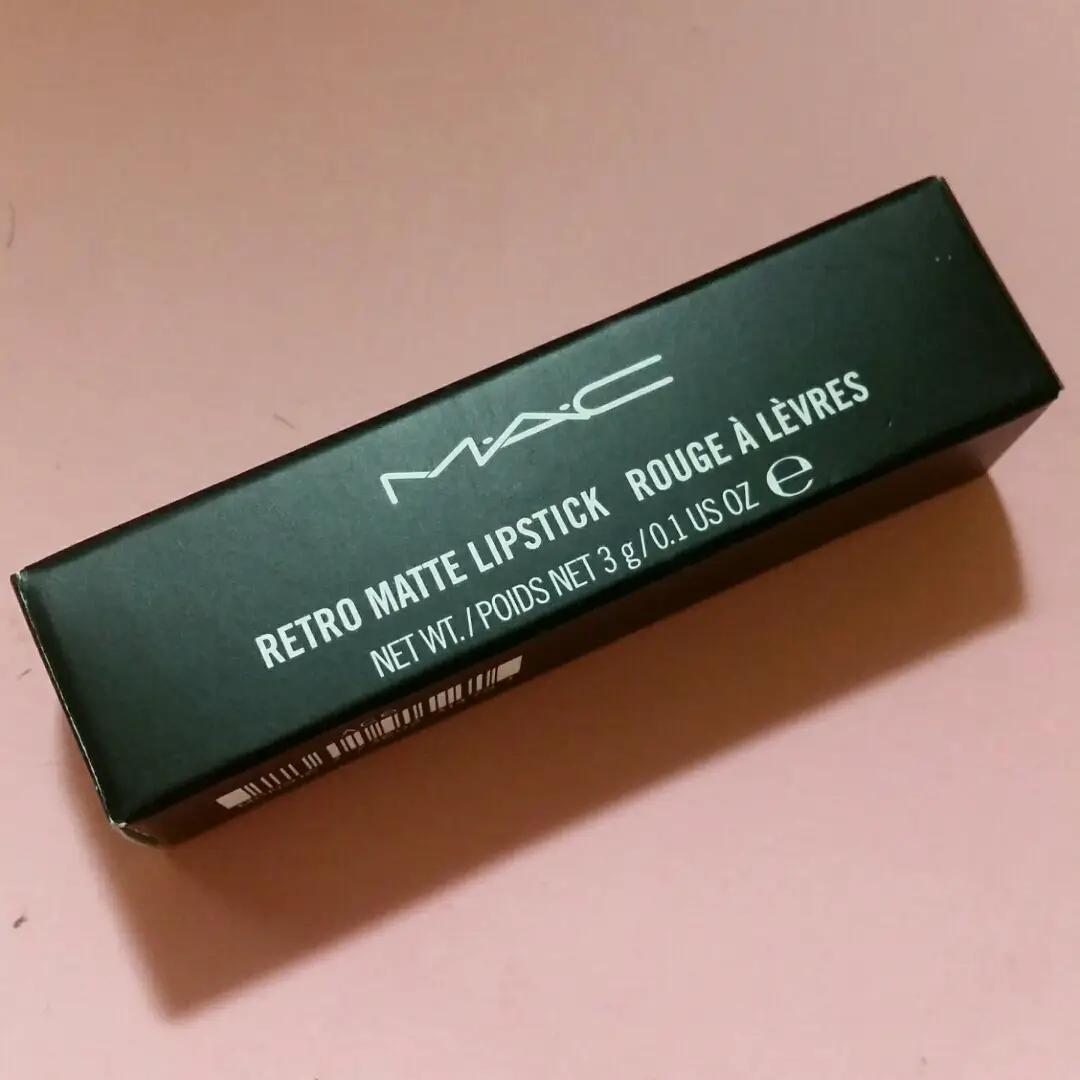 M·A·C
RETRO MATTE LIPSTICK ROUGE À LÈVRES
NET WT./POIDS NET 3 g/0.1 US OZ ℮